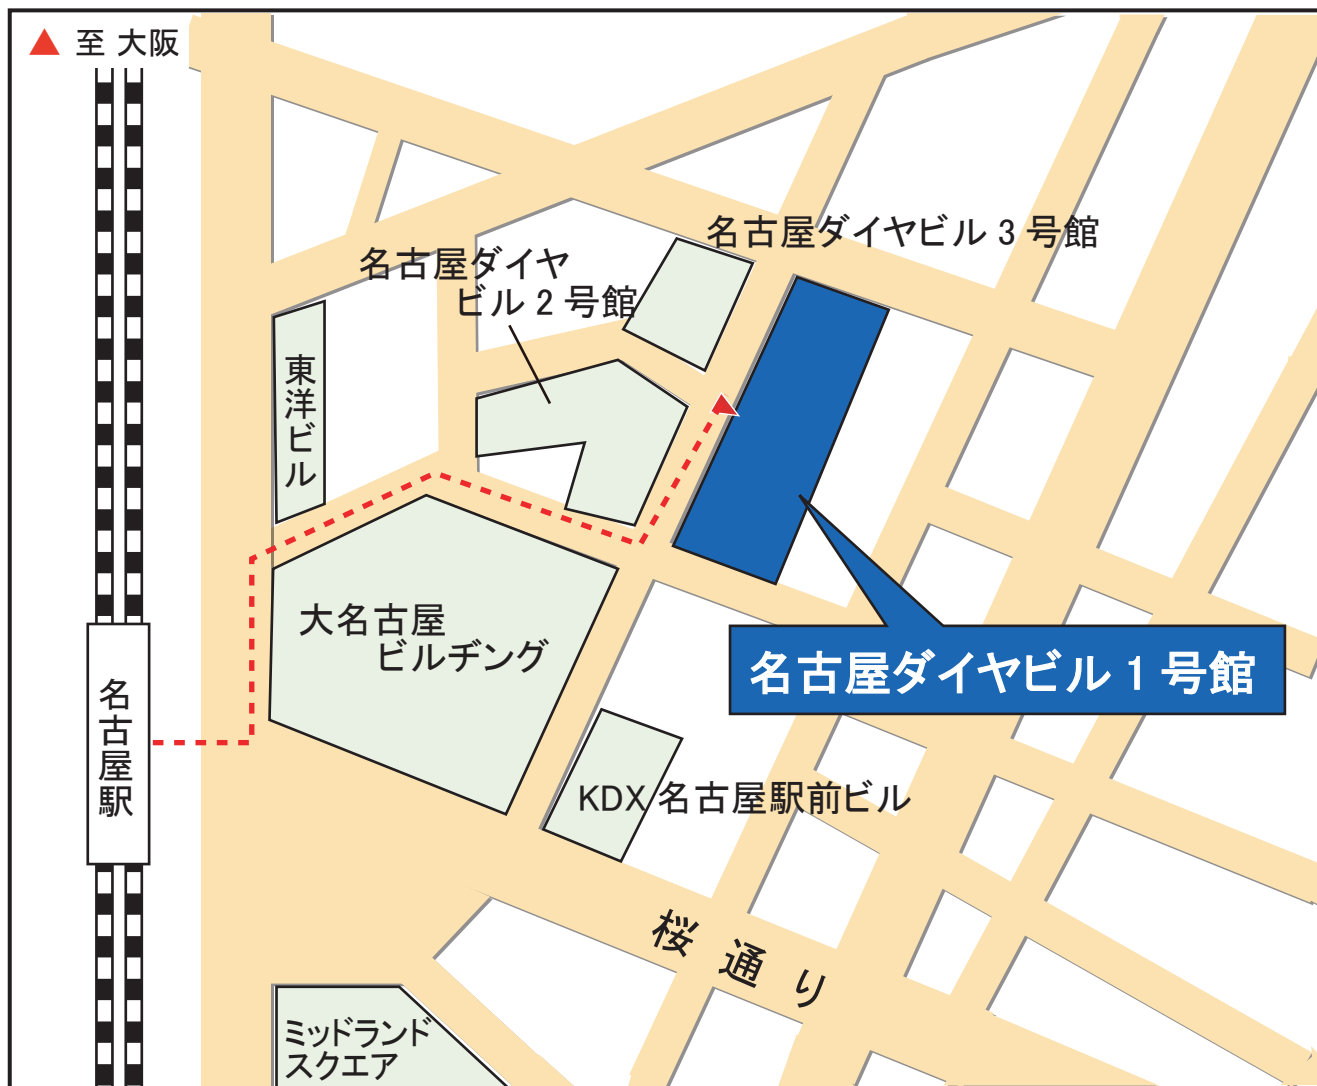 ▲ 至 大阪
名古屋ダイヤビル 3 号館
名古屋ダイヤ
ビル 2 号館
東洋ビル
大名古屋
ビルヂング
名古屋ダイヤビル 1 号館
名古屋駅
KDX 名古屋駅前ビル
桜通り
ミッドランド
スクエア